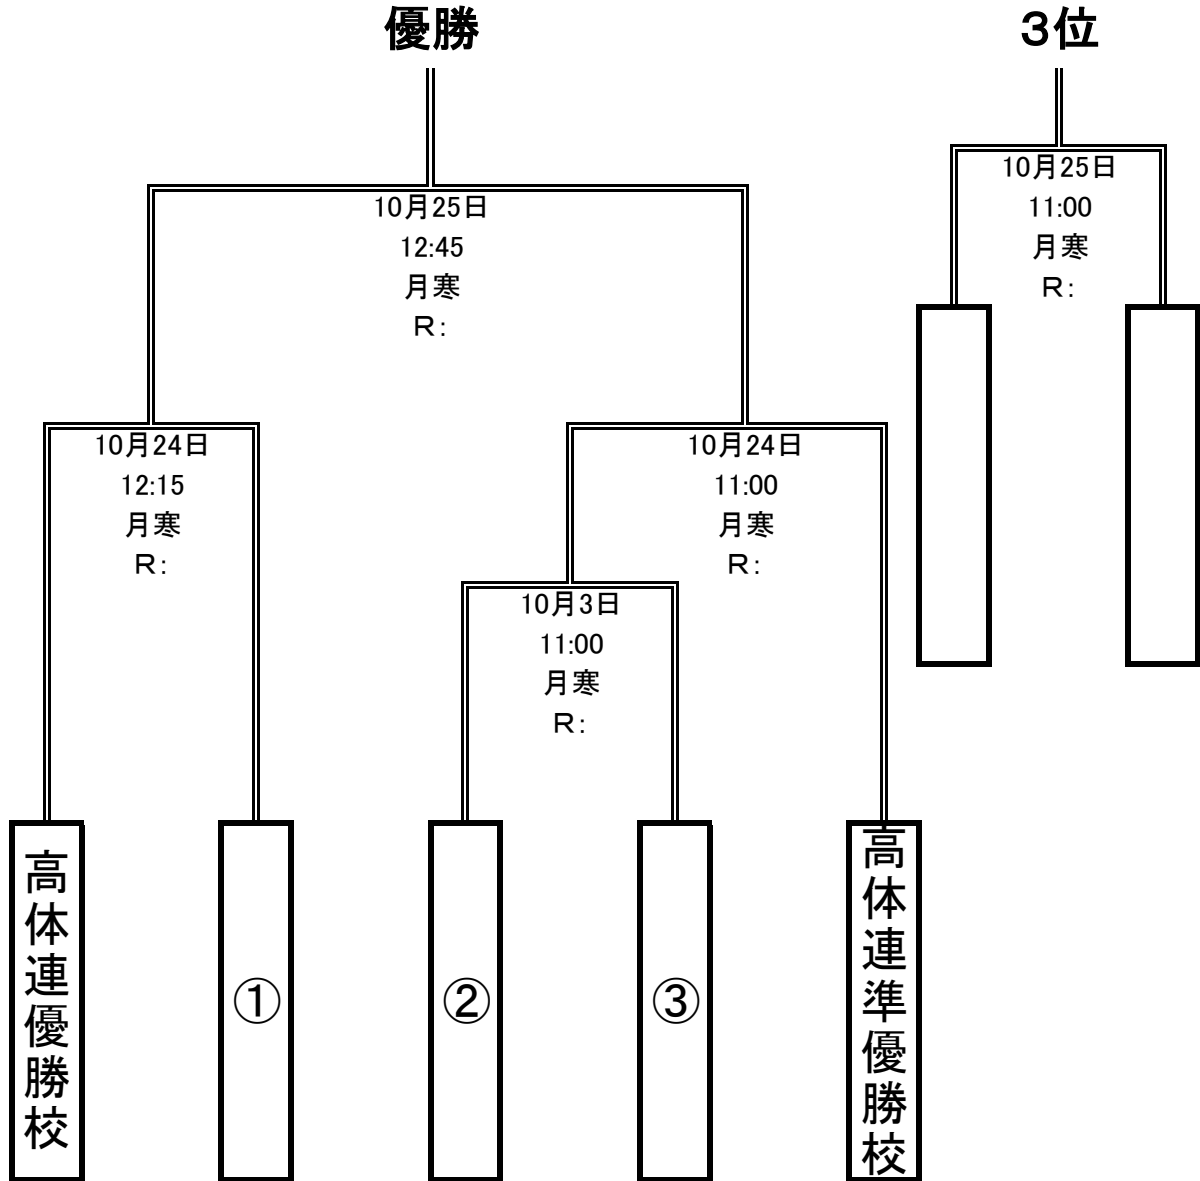 優勝
３位
10月25日
12:45
月寒
Ｒ:
10月25日
11:00
月寒
Ｒ:
10月24日
12:15
月寒
Ｒ:
10月24日
11:00
月寒
Ｒ:
10月3日
11:00
月寒
Ｒ:
高体連優勝校
①
②
③
高体連準優勝校